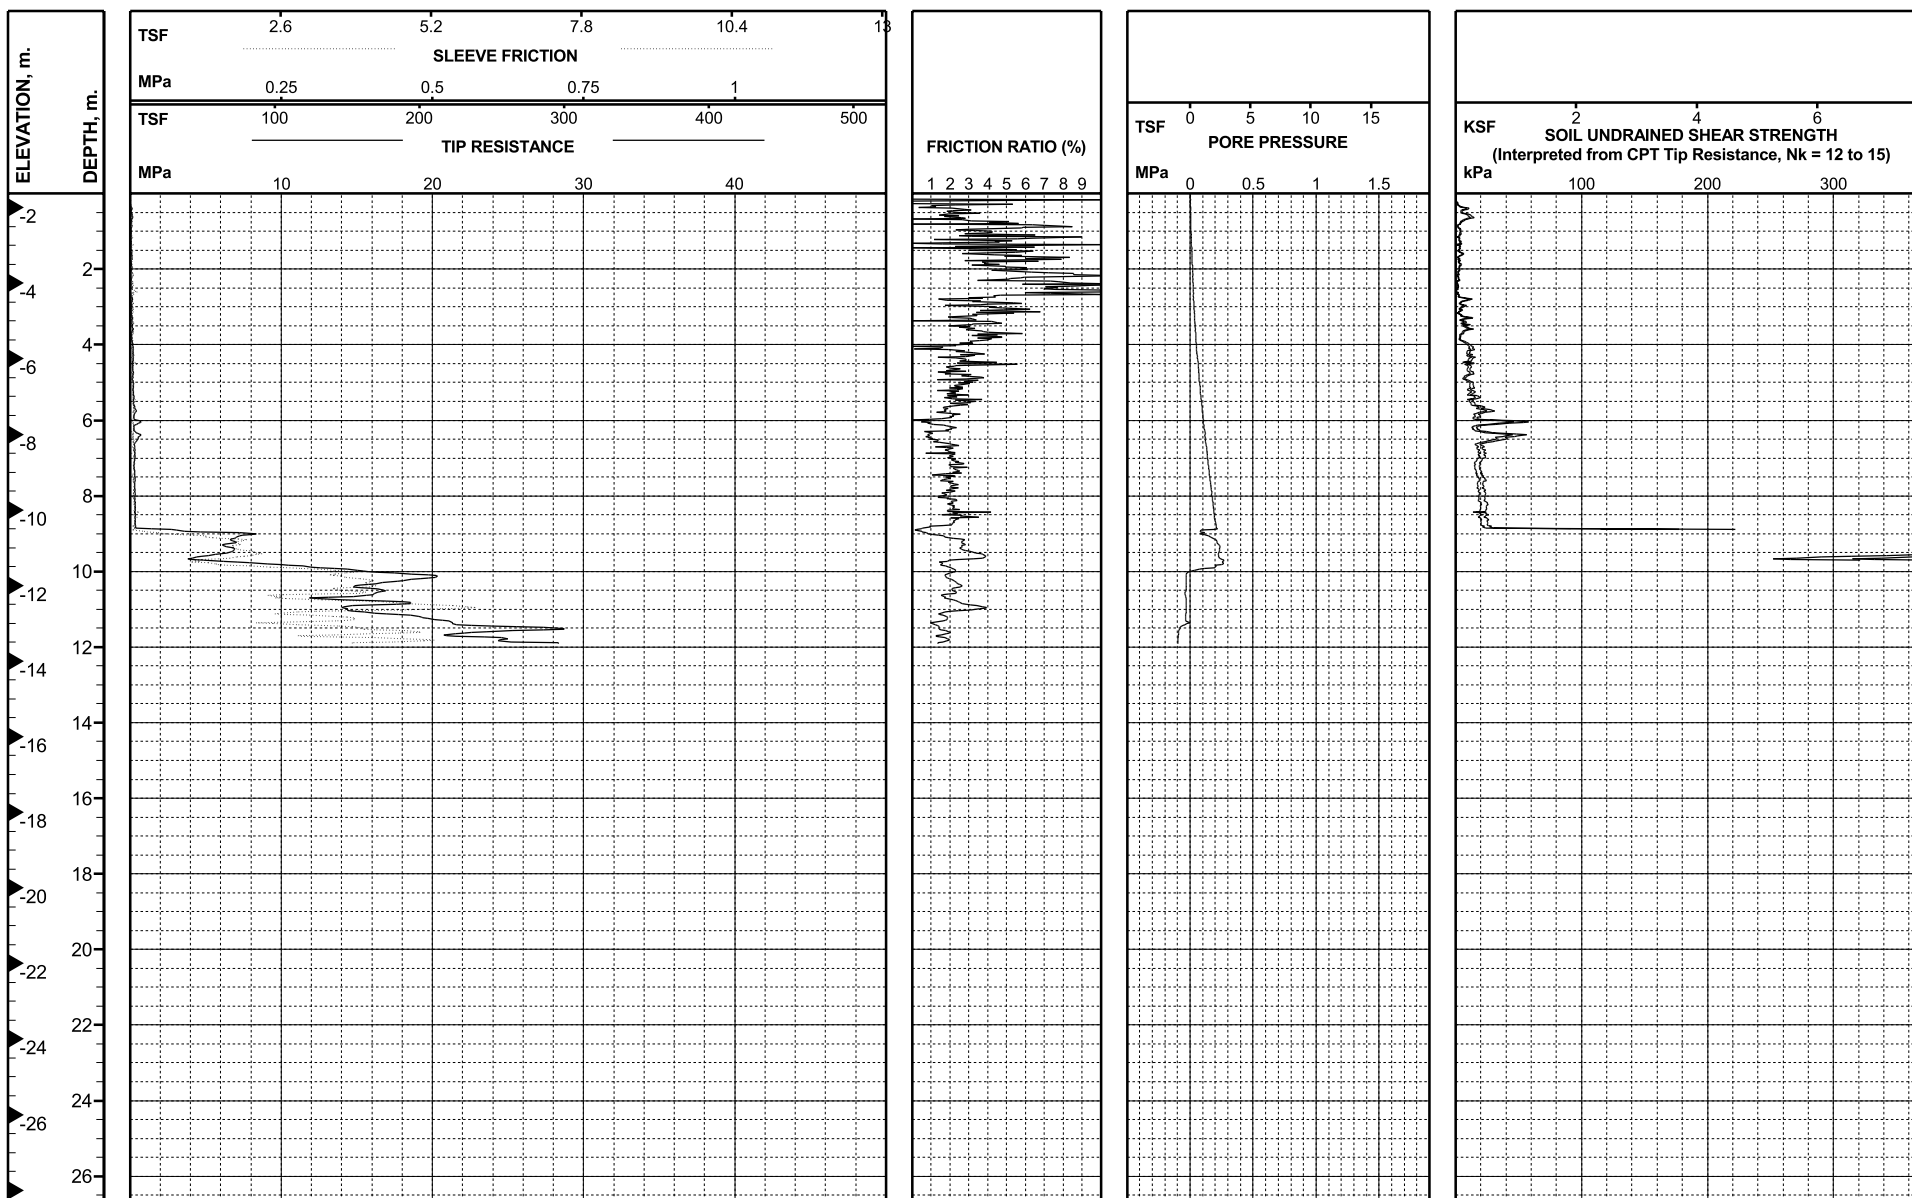 ELEVATION, m.
DEPTH, m.
TSF 2.6 5.2 7.8 10.4 13
SLEEVE FRICTION
MPa 0.25 0.5 0.75 1
TSF 100 200 300 400 500
TIP RESISTANCE
MPa 10 20 30 40
FRICTION RATIO (%)
1 2 3 4 5 6 7 8 9
TSF 0 5 10 15
PORE PRESSURE
MPa 0 0.5 1 1.5
KSF 2 4 6
SOIL UNDRAINED SHEAR STRENGTH
(Interpreted from CPT Tip Resistance, Nk = 12 to 15)
kPa 100 200 300
-2
2
-4
4
-6
6
-8
8
-10
10
-12
12
-14
14
-16
16
-18
18
-20
20
-22
22
-24
24
-26
26